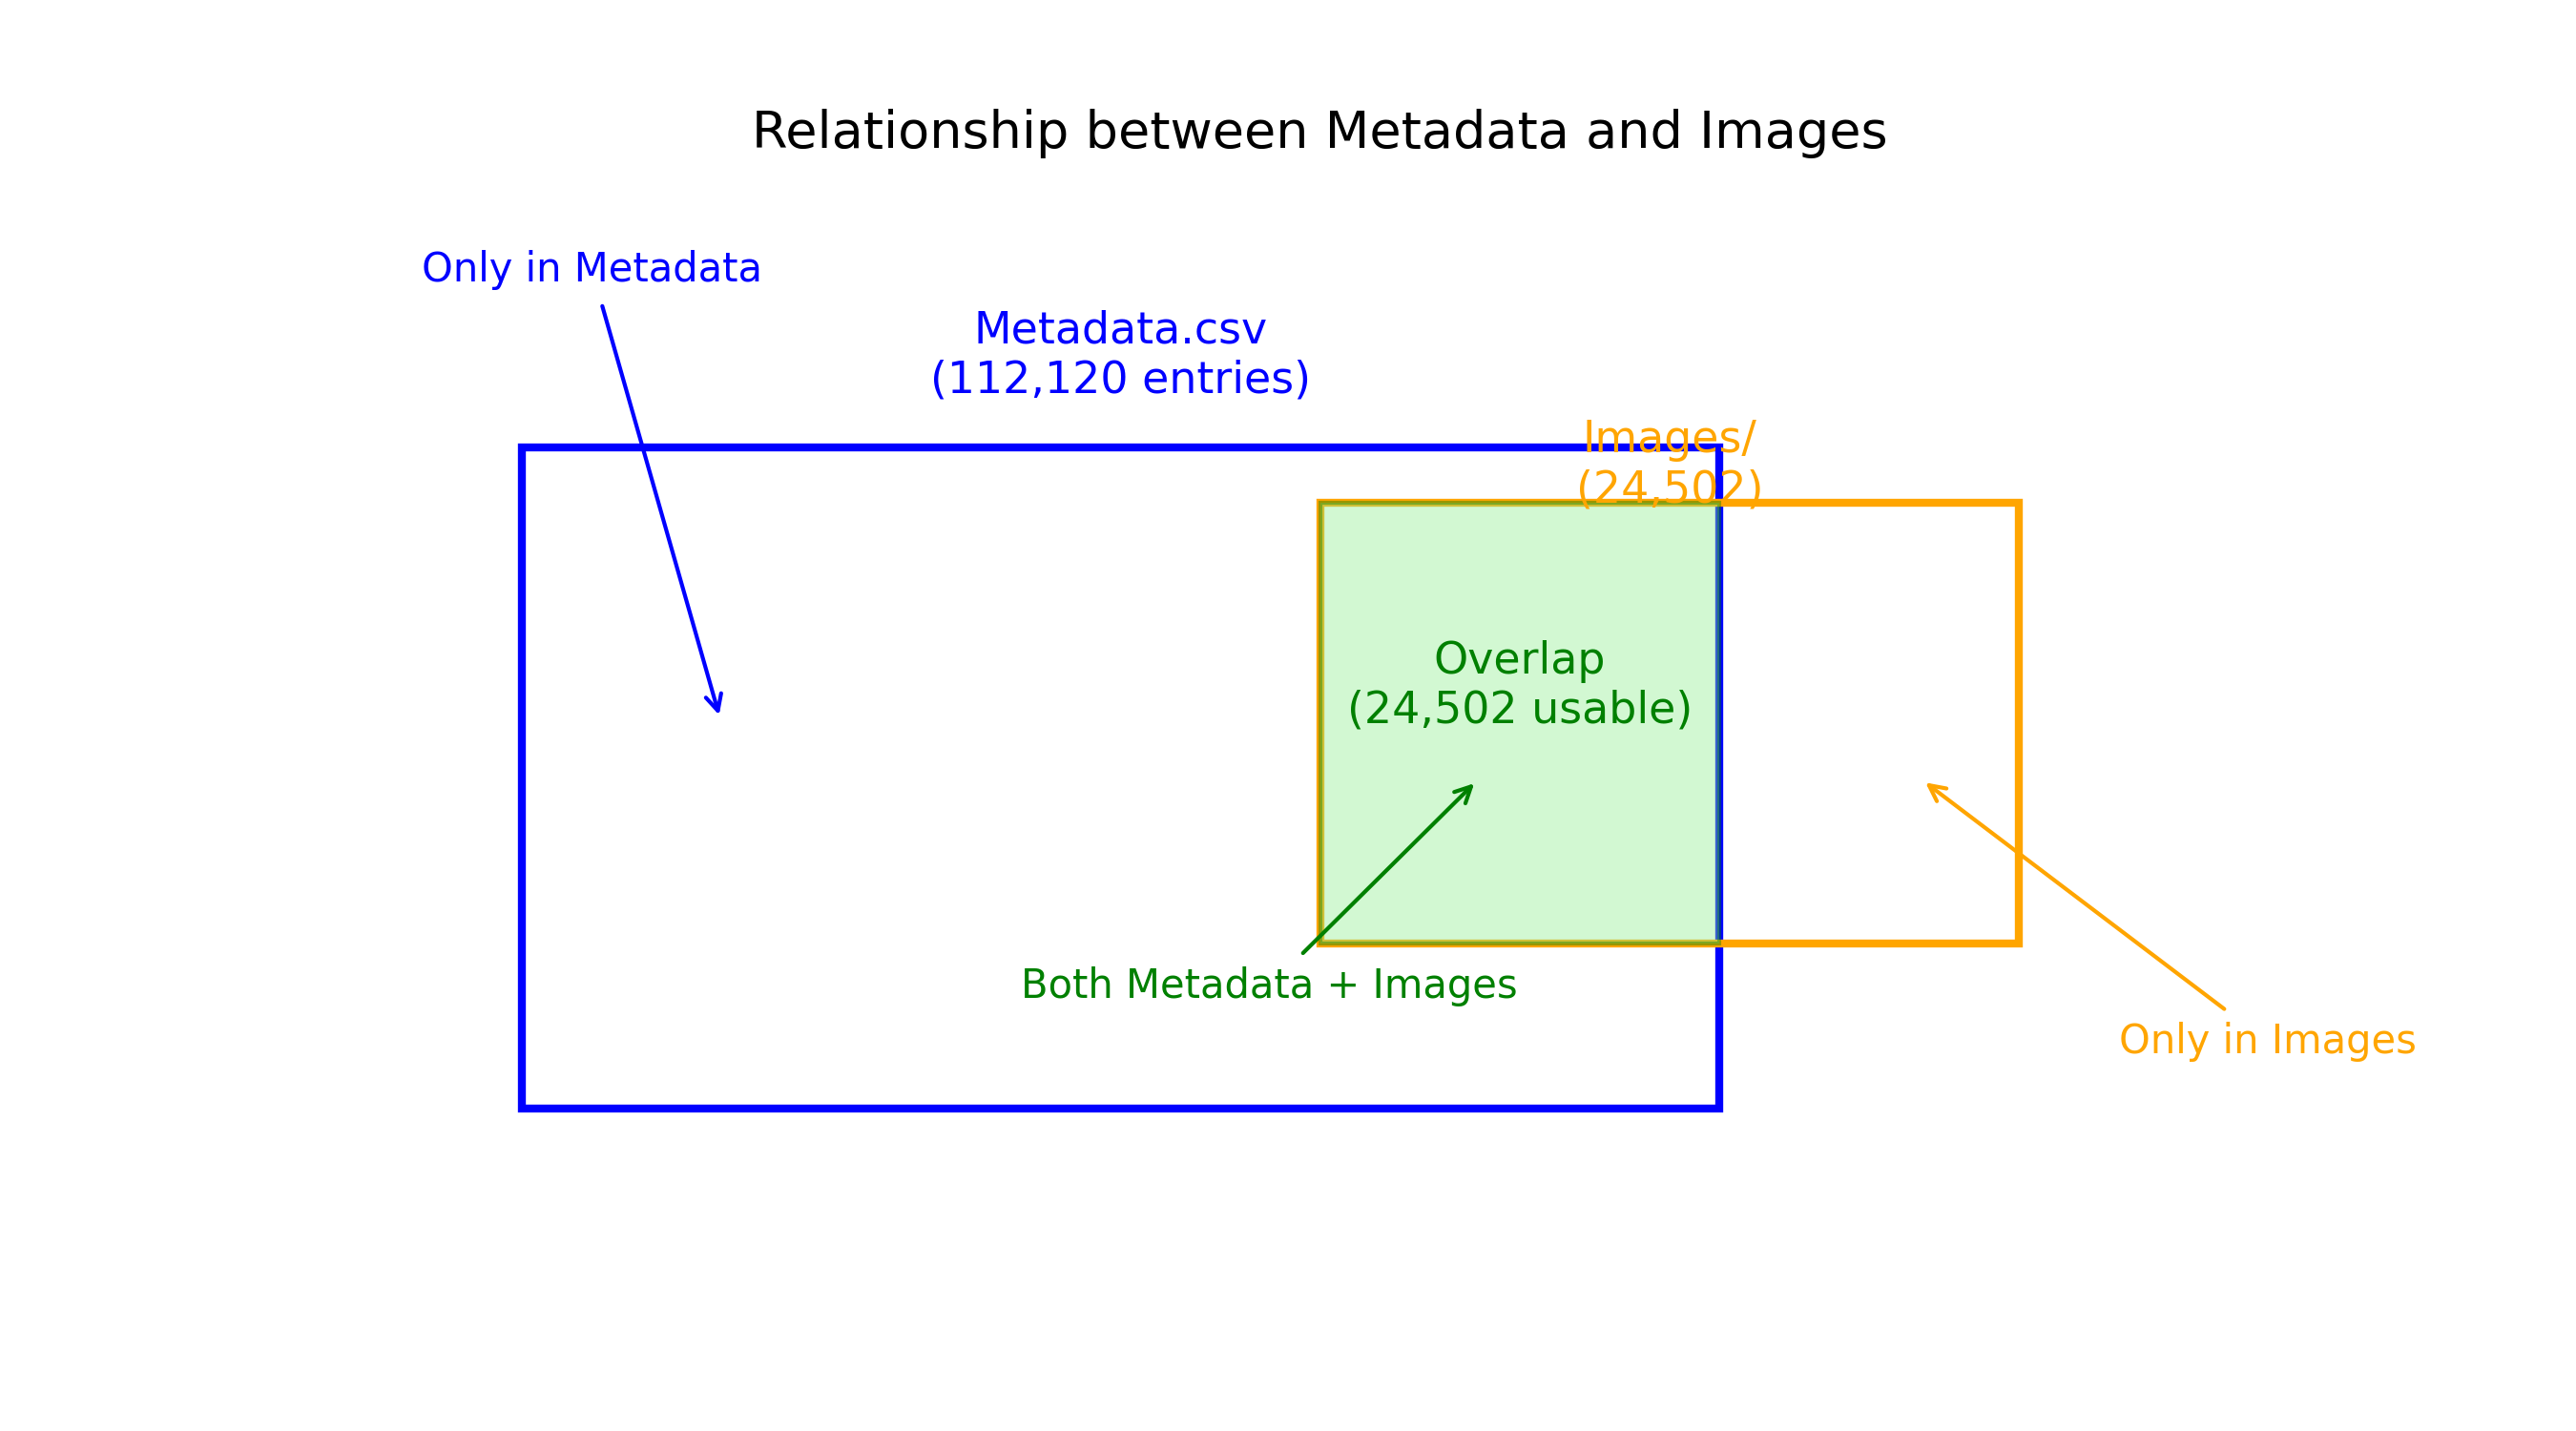 Relationship between Metadata and Images
Only in Metadata
Metadata.csv
(112,120 entries)
Images/
(24,502)
Overlap
(24,502 usable)
Both Metadata + Images
Only in Images